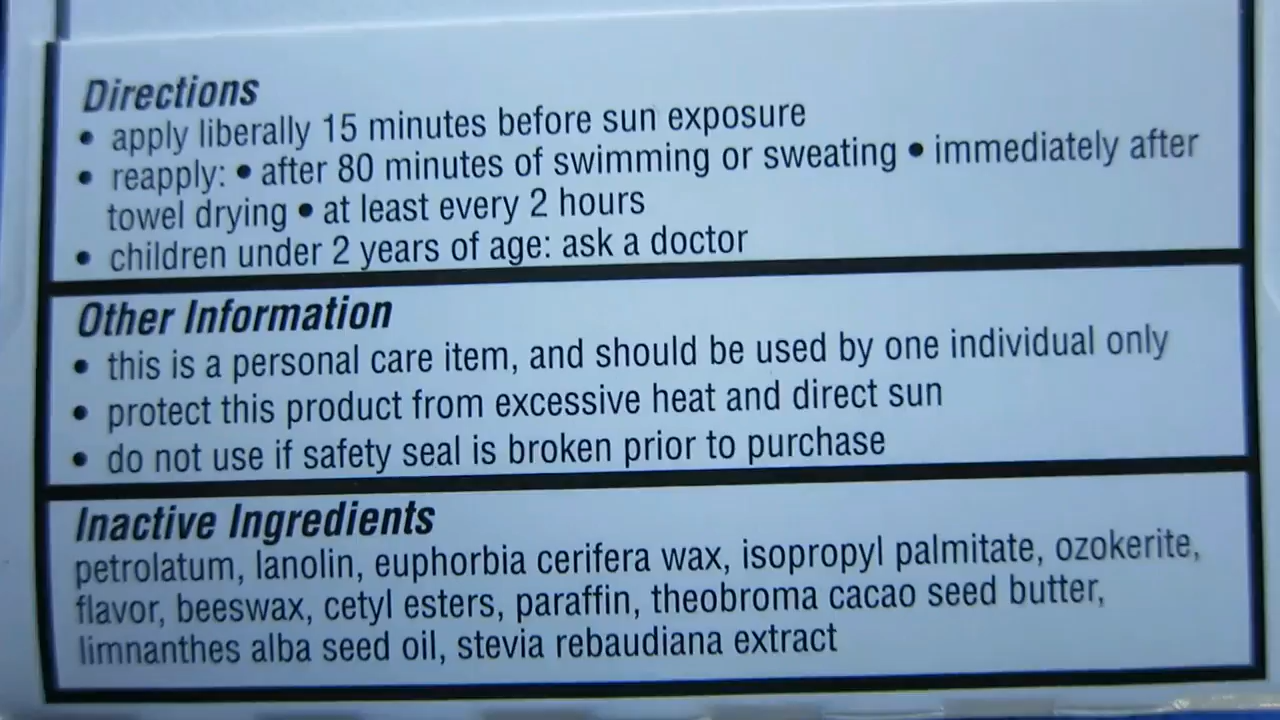 Directions
• apply liberally 15 minutes before sun exposure
• reapply: • after 80 minutes of swimming or sweating • immediately after
towel drying • at least every 2 hours
• children under 2 years of age: ask a doctor
Other Information
• this is a personal care item, and should be used by one individual only
• protect this product from excessive heat and direct sun
• do not use if safety seal is broken prior to purchase
Inactive Ingredients
petrolatum, lanolin, euphorbia cerifera wax, isopropyl palmitate, ozokerite,
flavor, beeswax, cetyl esters, paraffin, theobroma cacao seed butter,
limnanthes alba seed oil, stevia rebaudiana extract